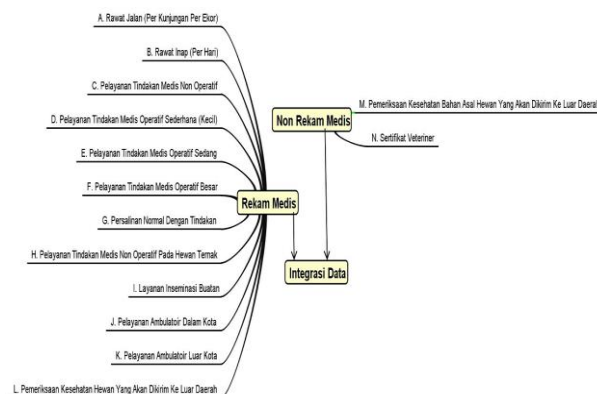 A. Rawat Jalan (Per Kunjungan Per Ekor)
B. Rawat Inap (Per Hari)
C. Pelayanan Tindakan Medis Non Operatif
D. Pelayanan Tindakan Medis Operatif Sederhana (Kecil)
E. Pelayanan Tindakan Medis Operatif Sedang
F. Pelayanan Tindakan Medis Operatif Besar
G. Persalinan Normal Dengan Tindakan
H. Pelayanan Tindakan Medis Non Operatif Pada Hewan Ternak
I. Layanan Inseminasi Buatan
J. Pelayanan Ambulatoir Dalam Kota
K. Pelayanan Ambulatoir Luar Kota
L. Pemeriksaan Kesehatan Hewan Yang Akan Dikirim Ke Luar Daerah
Rekam Medis
Non Rekam Medis
M. Pemeriksaan Kesehatan Bahan Asal Hewan Yang Akan Dikirim Ke Luar Daerah
N. Sertifikat Veteriner
Integrasi Data